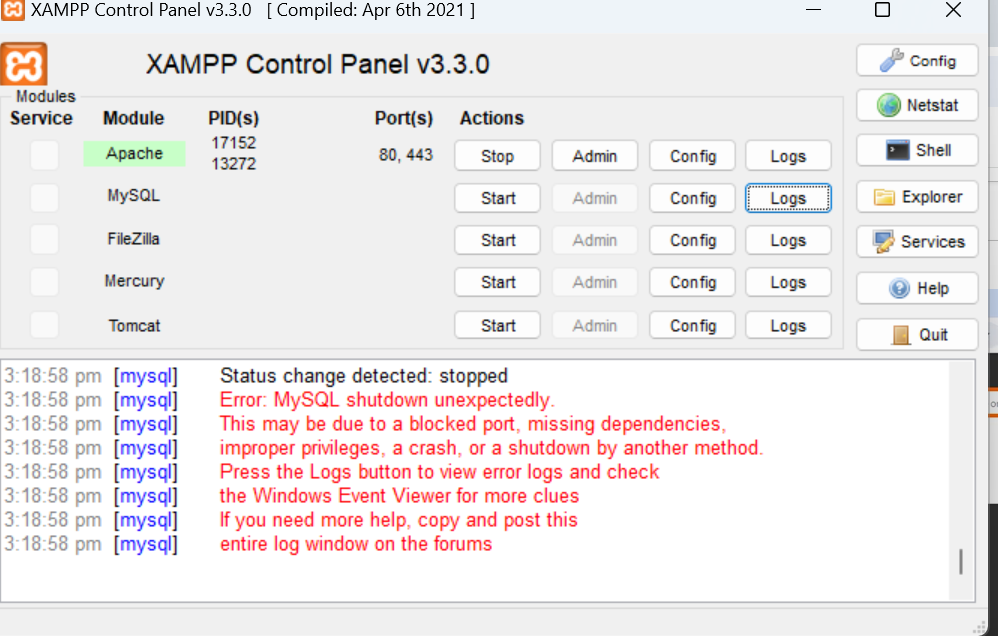 XAMPP Control Panel v3.3.0 [ Compiled: Apr 6th 2021 ]
XAMPP Control Panel v3.3.0
Config
Modules
Service Module PID(s) Port(s) Actions
Netstat
Apache 17152 13272 80, 443 Stop Admin Config Logs
Shell
MySQL Start Admin Config Logs
Explorer
FileZilla Start Admin Config Logs
Services
Mercury Start Admin Config Logs
Help
Tomcat Start Admin Config Logs
Quit
3:18:58 pm [mysql] Status change detected: stopped
3:18:58 pm [mysql] Error: MySQL shutdown unexpectedly.
3:18:58 pm [mysql] This may be due to a blocked port, missing dependencies,
3:18:58 pm [mysql] improper privileges, a crash, or a shutdown by another method.
3:18:58 pm [mysql] Press the Logs button to view error logs and check
3:18:58 pm [mysql] the Windows Event Viewer for more clues
3:18:58 pm [mysql] If you need more help, copy and post this
3:18:58 pm [mysql] entire log window on the forums